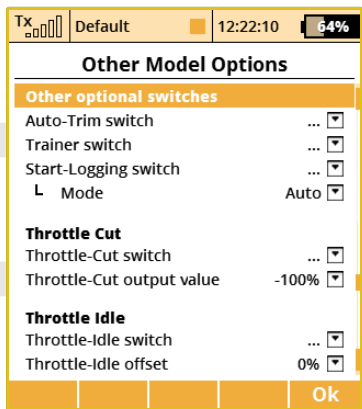 Tx Default 12:22:10 64%
Other Model Options
Other optional switches
Auto-Trim switch ...
Trainer switch ...
Start-Logging switch ...
Mode Auto
Throttle Cut
Throttle-Cut switch ...
Throttle-Cut output value -100%
Throttle Idle
Throttle-Idle switch ...
Throttle-Idle offset 0%
Ok